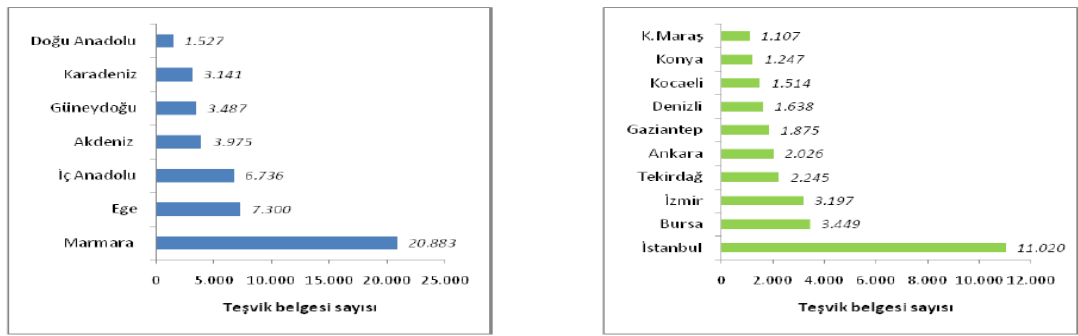 Doğu Anadolu 1.527
Karadeniz 3.141
Güneydoğu 3.487
Akdeniz 3.975
İç Anadolu 6.736
Ege 7.300
Marmara 20.883
0 5.000 10.000 15.000 20.000 25.000
Teşvik belgesi sayısı
K.Maraş 1.107
Konya 1.247
Kocaeli 1.514
Denizli 1.638
Gaziantep 1.875
Ankara 2.026
Tekirdağ 2.245
İzmir 3.197
Bursa 3.449
İstanbul 11.020
0 2.000 4.000 6.000 8.000 10.000 12.000
Teşvik belgesi sayısı